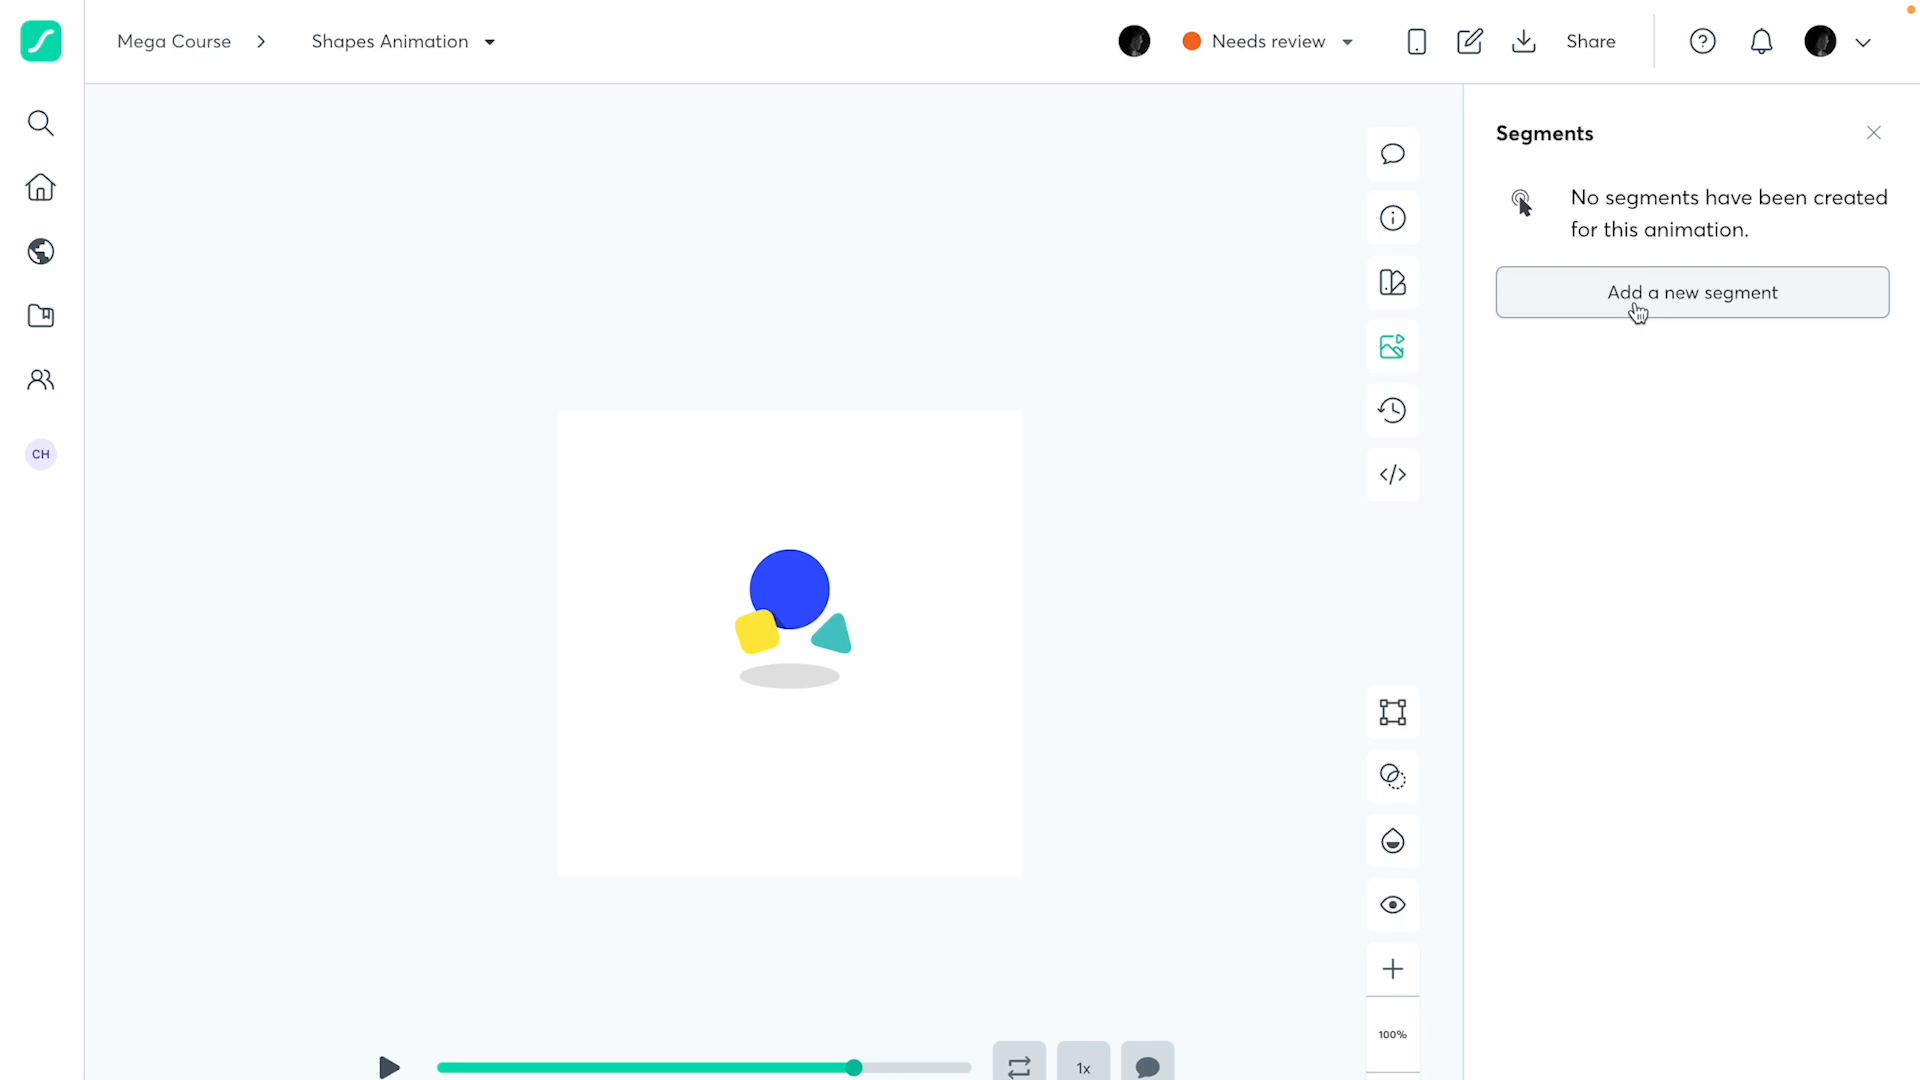 Mega Course
Shapes Animation
Needs review
Share
Segments
No segments have been created
for this animation.
Add a new segment
CH
100%
1x